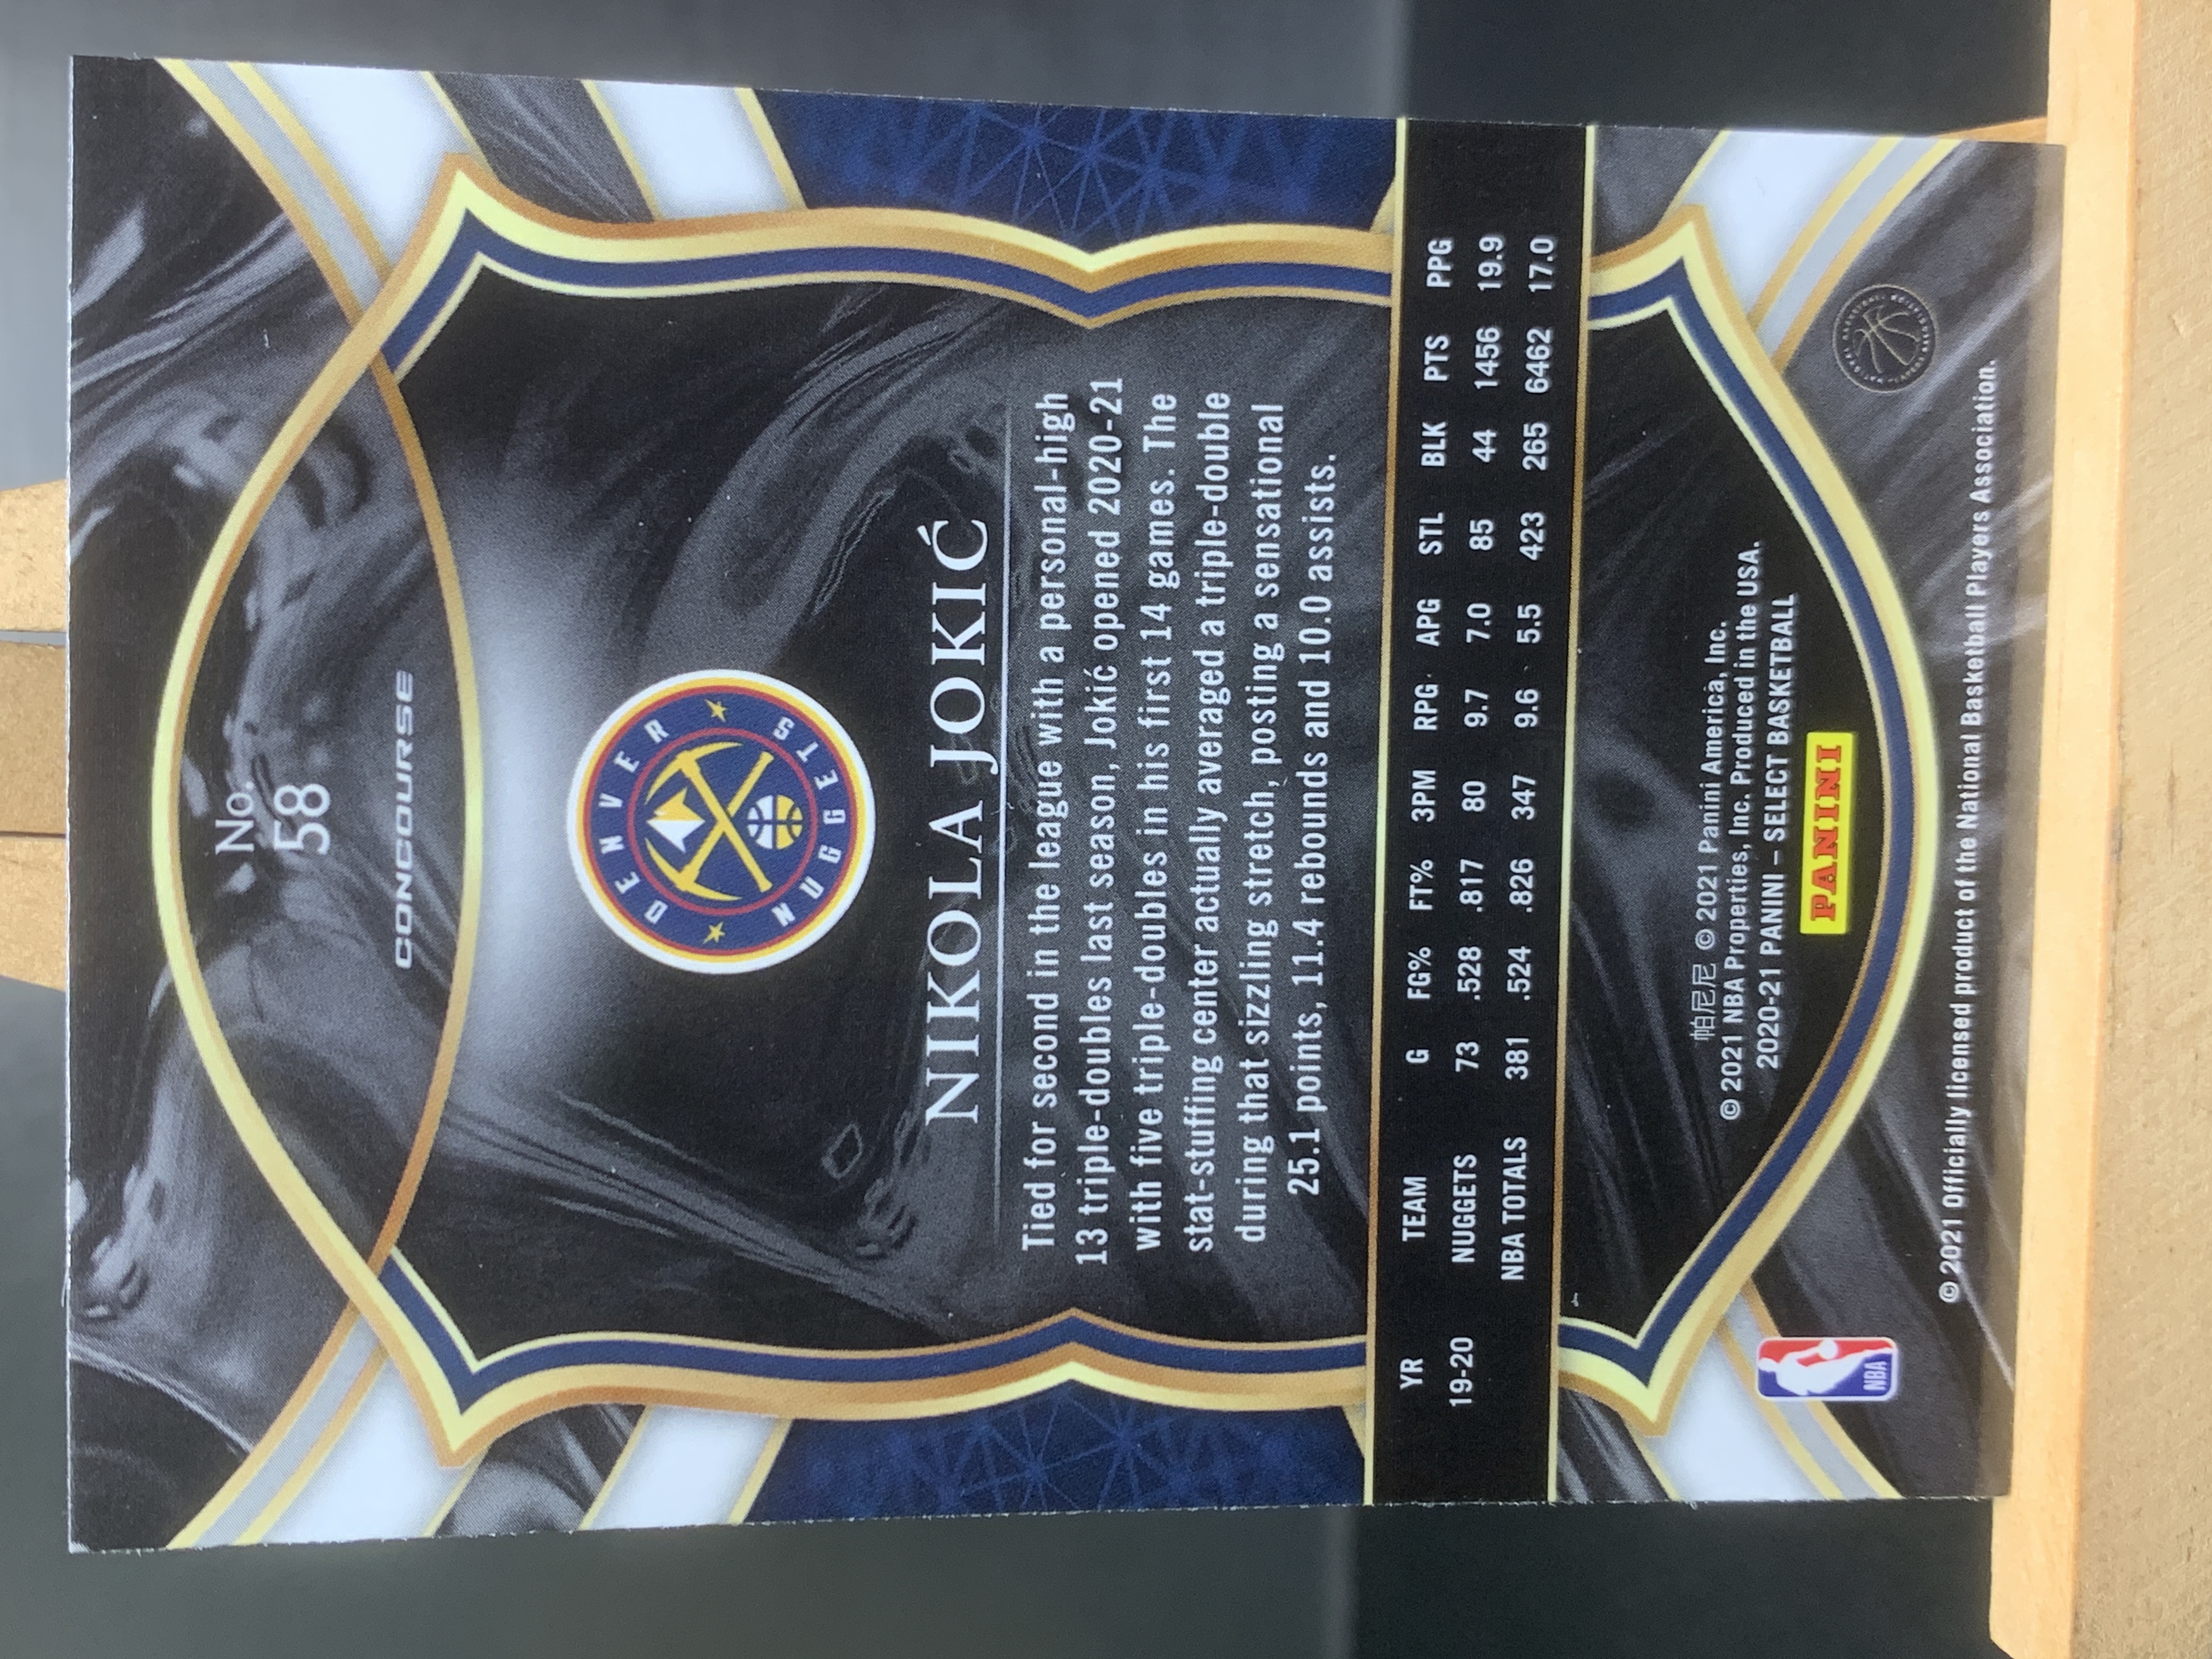 No.
58
CONCOURSE
DENVER
NUGGETS
NIKOLA JOKIĆ
Tied for second in the league with a personal-high
13 triple-doubles last season, Jokić opened 2020-21
with five triple-doubles in his first 14 games. The
stat-stuffing center actually averaged a triple-double
during that sizzling stretch, posting a sensational
25.1 points, 11.4 rebounds and 10.0 assists.
YR TEAM G FG% FT% 3PM RPG APG STL BLK PTS PPG
19-20 NUGGETS 73 .528 .817 80 9.7 7.0 85 44 1456 19.9
NBA TOTALS 381 .524 .826 347 9.6 5.5 423 265 6462 17.0
帕尼尼 © 2021 Panini America, Inc.
© 2021 NBA Properties, Inc. Produced in the USA.
2020-21 PANINI – SELECT BASKETBALL
PANINI
NBA
© 2021 Officially licensed product of the National Basketball Players Association.